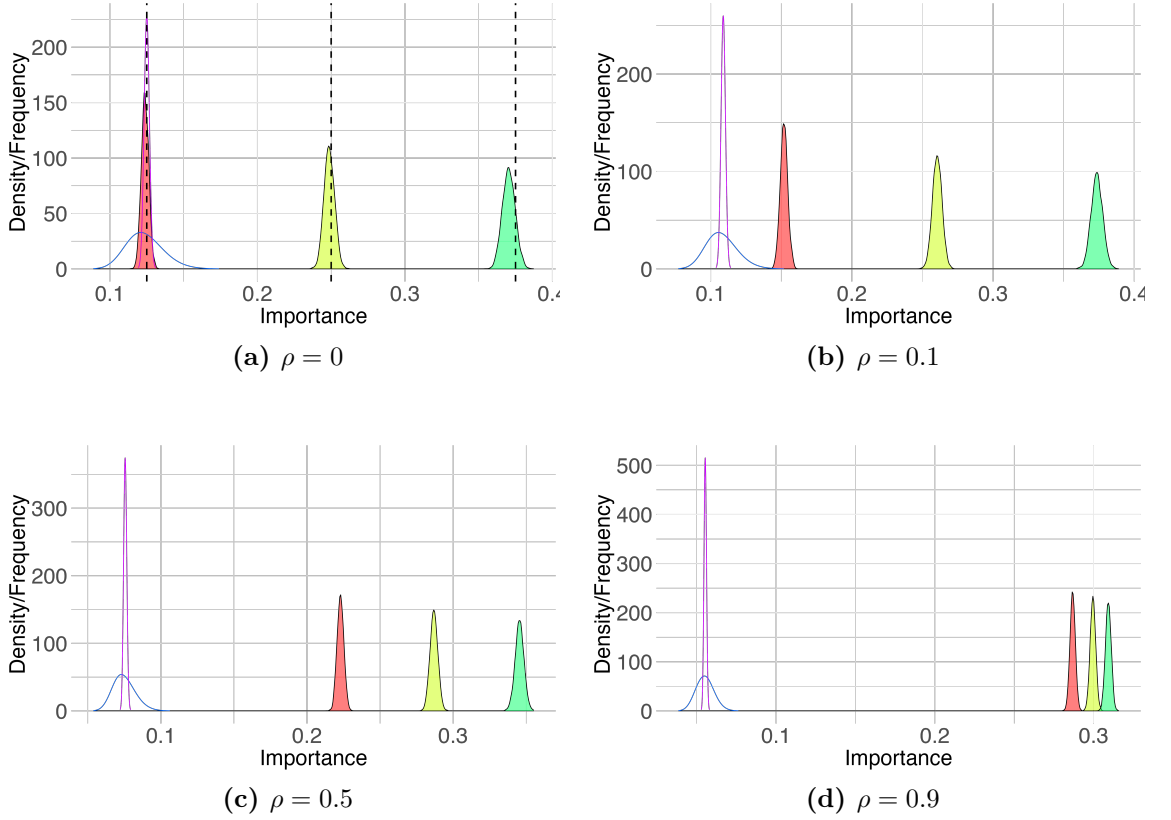 Density/Frequency
200
150
100
50
0
0.1
0.2
0.3
0.4
Importance
(a) ρ = 0
Density/Frequency
200
100
0
0.1
0.2
0.3
0.4
Importance
(b) ρ = 0.1
Density/Frequency
300
200
100
0
0.1
0.2
0.3
Importance
(c) ρ = 0.5
Density/Frequency
500
400
300
200
100
0
0.1
0.2
0.3
Importance
(d) ρ = 0.9